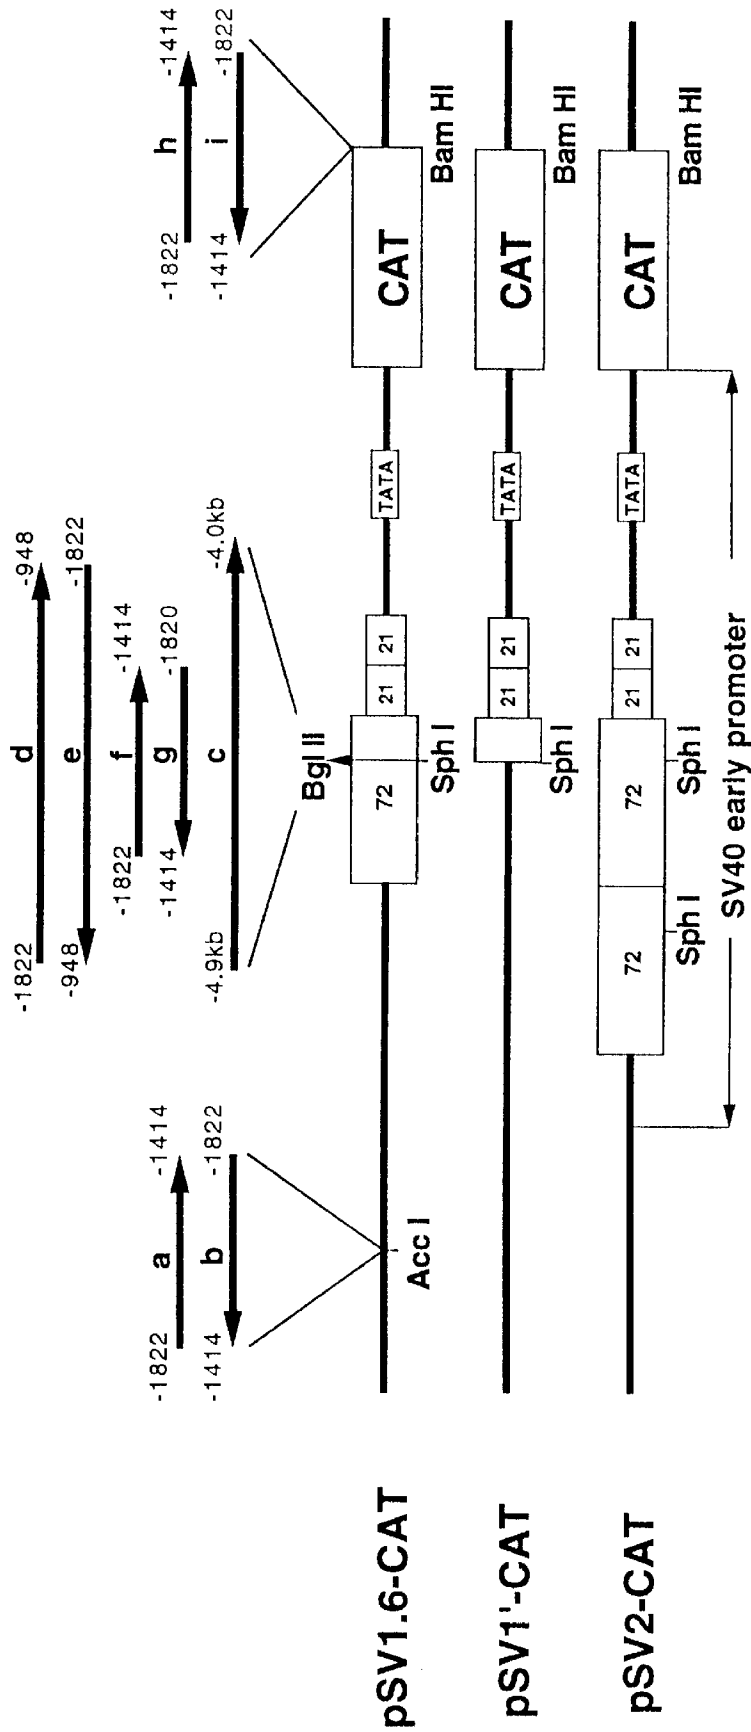 d
-1822
-948
e
-948
-1822
f
-1822
-1414
g
-1414
-1820
c
-4.9kb
-4.0kb
a
-1822
-1414
b
-1414
-1822
h
-1822
-1414
i
-1414
-1822
Bgl II
pSV1.6-CAT
Acc I
72
Sph I
21
21
TATA
CAT
Bam HI
pSV1'-CAT
Sph I
21
21
TATA
CAT
Bam HI
pSV2-CAT
72
Sph I
72
Sph I
21
21
TATA
CAT
Bam HI
SV40 early promoter